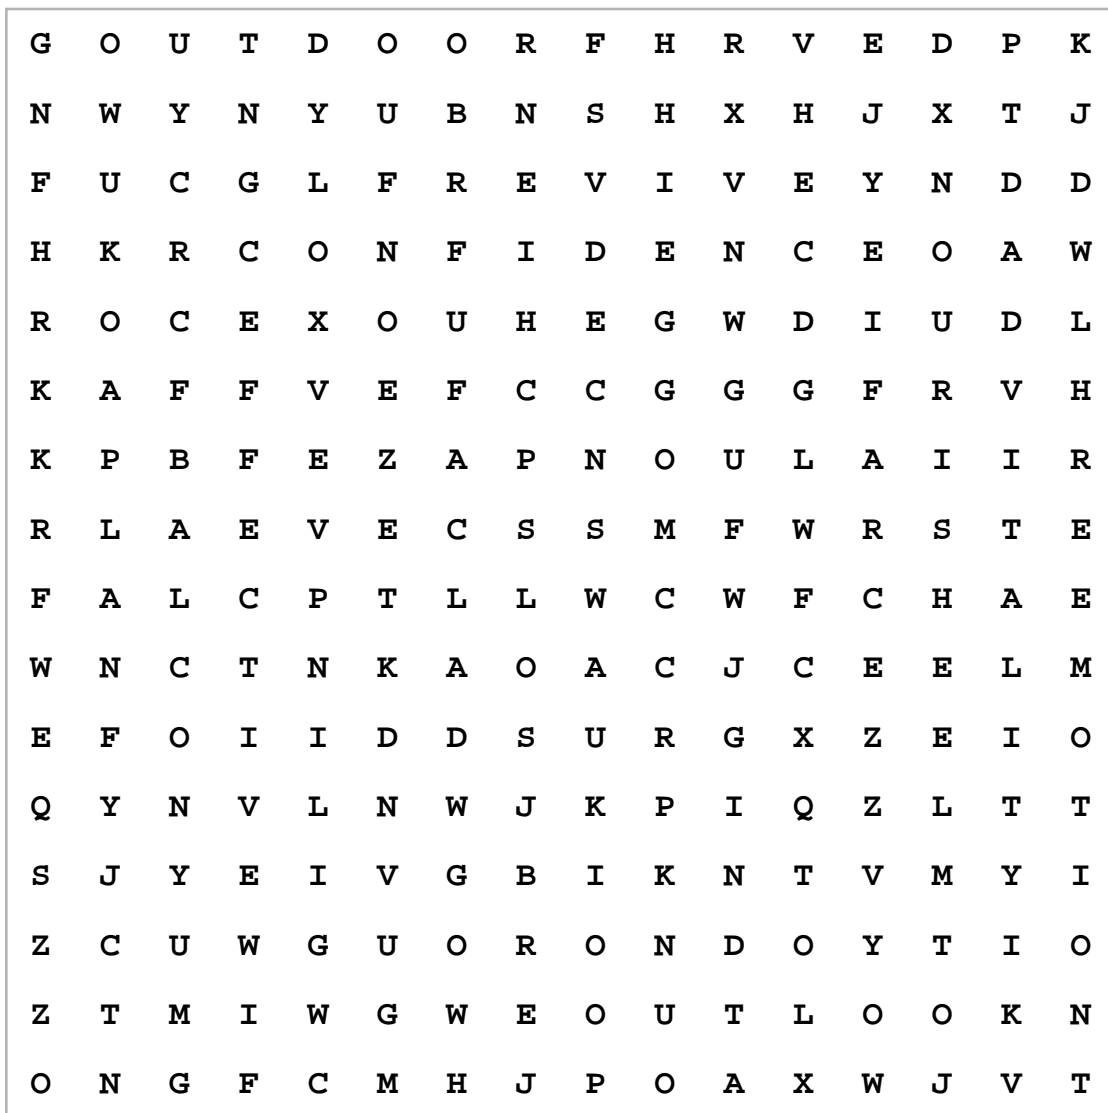 G O U T D O O R F H R V E D P K
N W Y N Y U B N S H X H J X T J
F U C G L F R E V I V E Y N D D
H K R C O N F I D E N C E O A W
R O C E X O U H E G W D I U D L
K A F F V E F C C G G G F R V H
K P B F E Z A P N O U L A I I R
R L A E V E C S S M F W R S T E
F A L C P T L L W C W F C H A E
W N C T N K A O A C J C E E L M
E F O I I D D S U R G X Z E I O
Q Y N V L N W J K P I Q Z L T T
S J Y E I V G B I K N T V M Y I
Z C U W G U O R O N D O Y T I O
Z T M I W G W E O U T L O O K N
O N G F C M H J P O A X W J V T